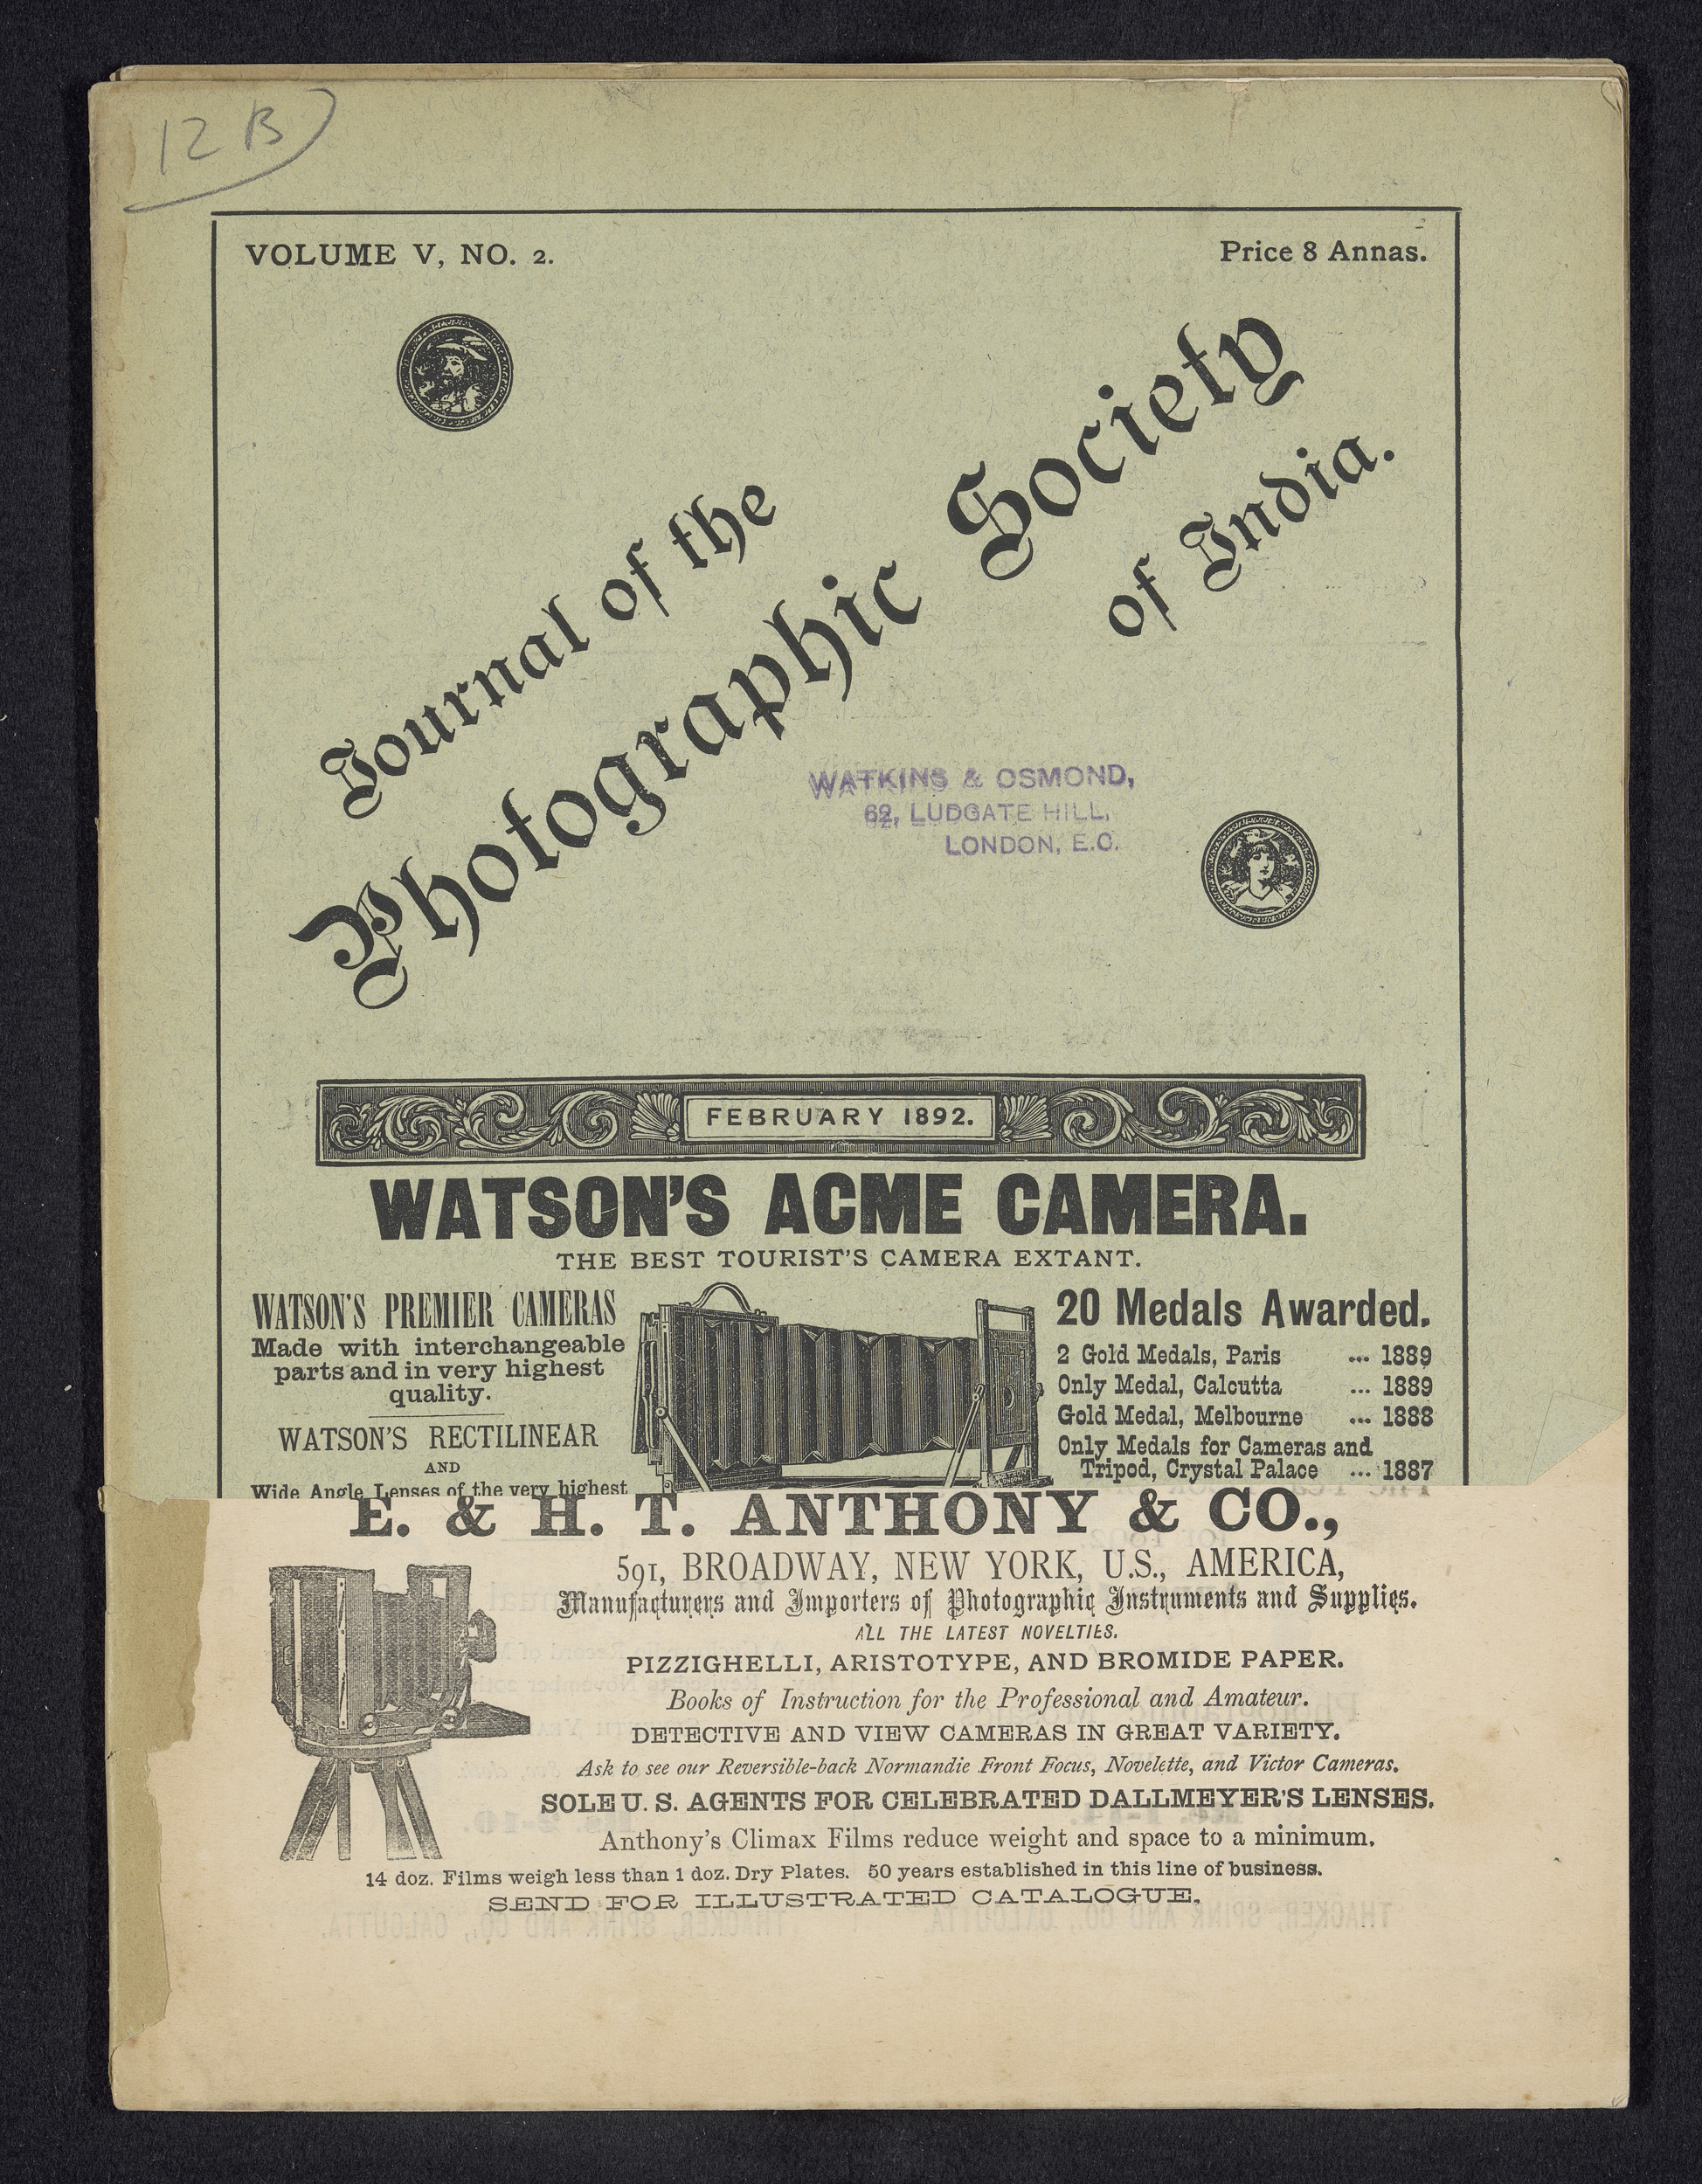 12 B
VOLUME V, NO. 2.
Price 8 Annas.
Journal of the
Photographic Society
of India.
WATKINS & OSMOND,
62, LUDGATE HILL,
LONDON, E.C.
FEBRUARY 1892.
WATSON'S ACME CAMERA.
THE BEST TOURIST'S CAMERA EXTANT.
WATSON'S PREMIER CAMERAS
Made with interchangeable
parts and in very highest
quality.
WATSON'S RECTILINEAR
AND
Wide Angle Lenses of the very highest
20 Medals Awarded.
2 Gold Medals, Paris ... 1889
Only Medal, Calcutta ... 1889
Gold Medal, Melbourne ... 1888
Only Medals for Cameras and
Tripod, Crystal Palace ... 1887
E. & H. T. ANTHONY & CO.,
591, BROADWAY, NEW YORK, U.S., AMERICA,
Manufacturers and Importers of Photographic Instruments and Supplies.
ALL THE LATEST NOVELTIES.
PIZZIGHELLI, ARISTOTYPE, AND BROMIDE PAPER.
Books of Instruction for the Professional and Amateur.
DETECTIVE AND VIEW CAMERAS IN GREAT VARIETY.
Ask to see our Reversible-back Normandie Front Focus, Novelette, and Victor Cameras.
SOLE U. S. AGENTS FOR CELEBRATED DALLMEYER'S LENSES.
Anthony's Climax Films reduce weight and space to a minimum.
14 doz. Films weigh less than 1 doz. Dry Plates. 50 years established in this line of business.
SEND FOR ILLUSTRATED CATALOGUE.